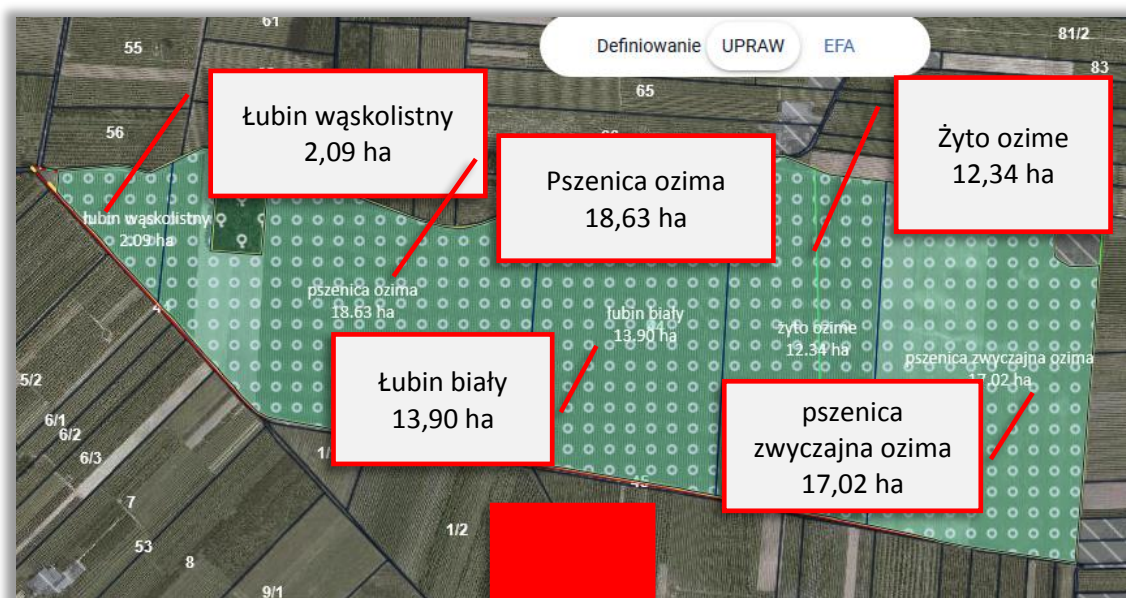 61
55
Definiowanie UPRAW EFA
81/2
83
65
56
Łubin wąskolistny
2,09 ha
Pszenica ozima
18,63 ha
Żyto ozime
12,34 ha
łubin wąskolistny
2.09 ha
pszenica ozima
18.63 ha
łubin biały
13.90 ha
żyto ozime
12.34 ha
pszenica zwyczajna ozima
17.02 ha
Łubin biały
13,90 ha
pszenica
zwyczajna ozima
17,02 ha
5/2
6/1
6/2
6/3
7
53
8
1/2
45
9/1